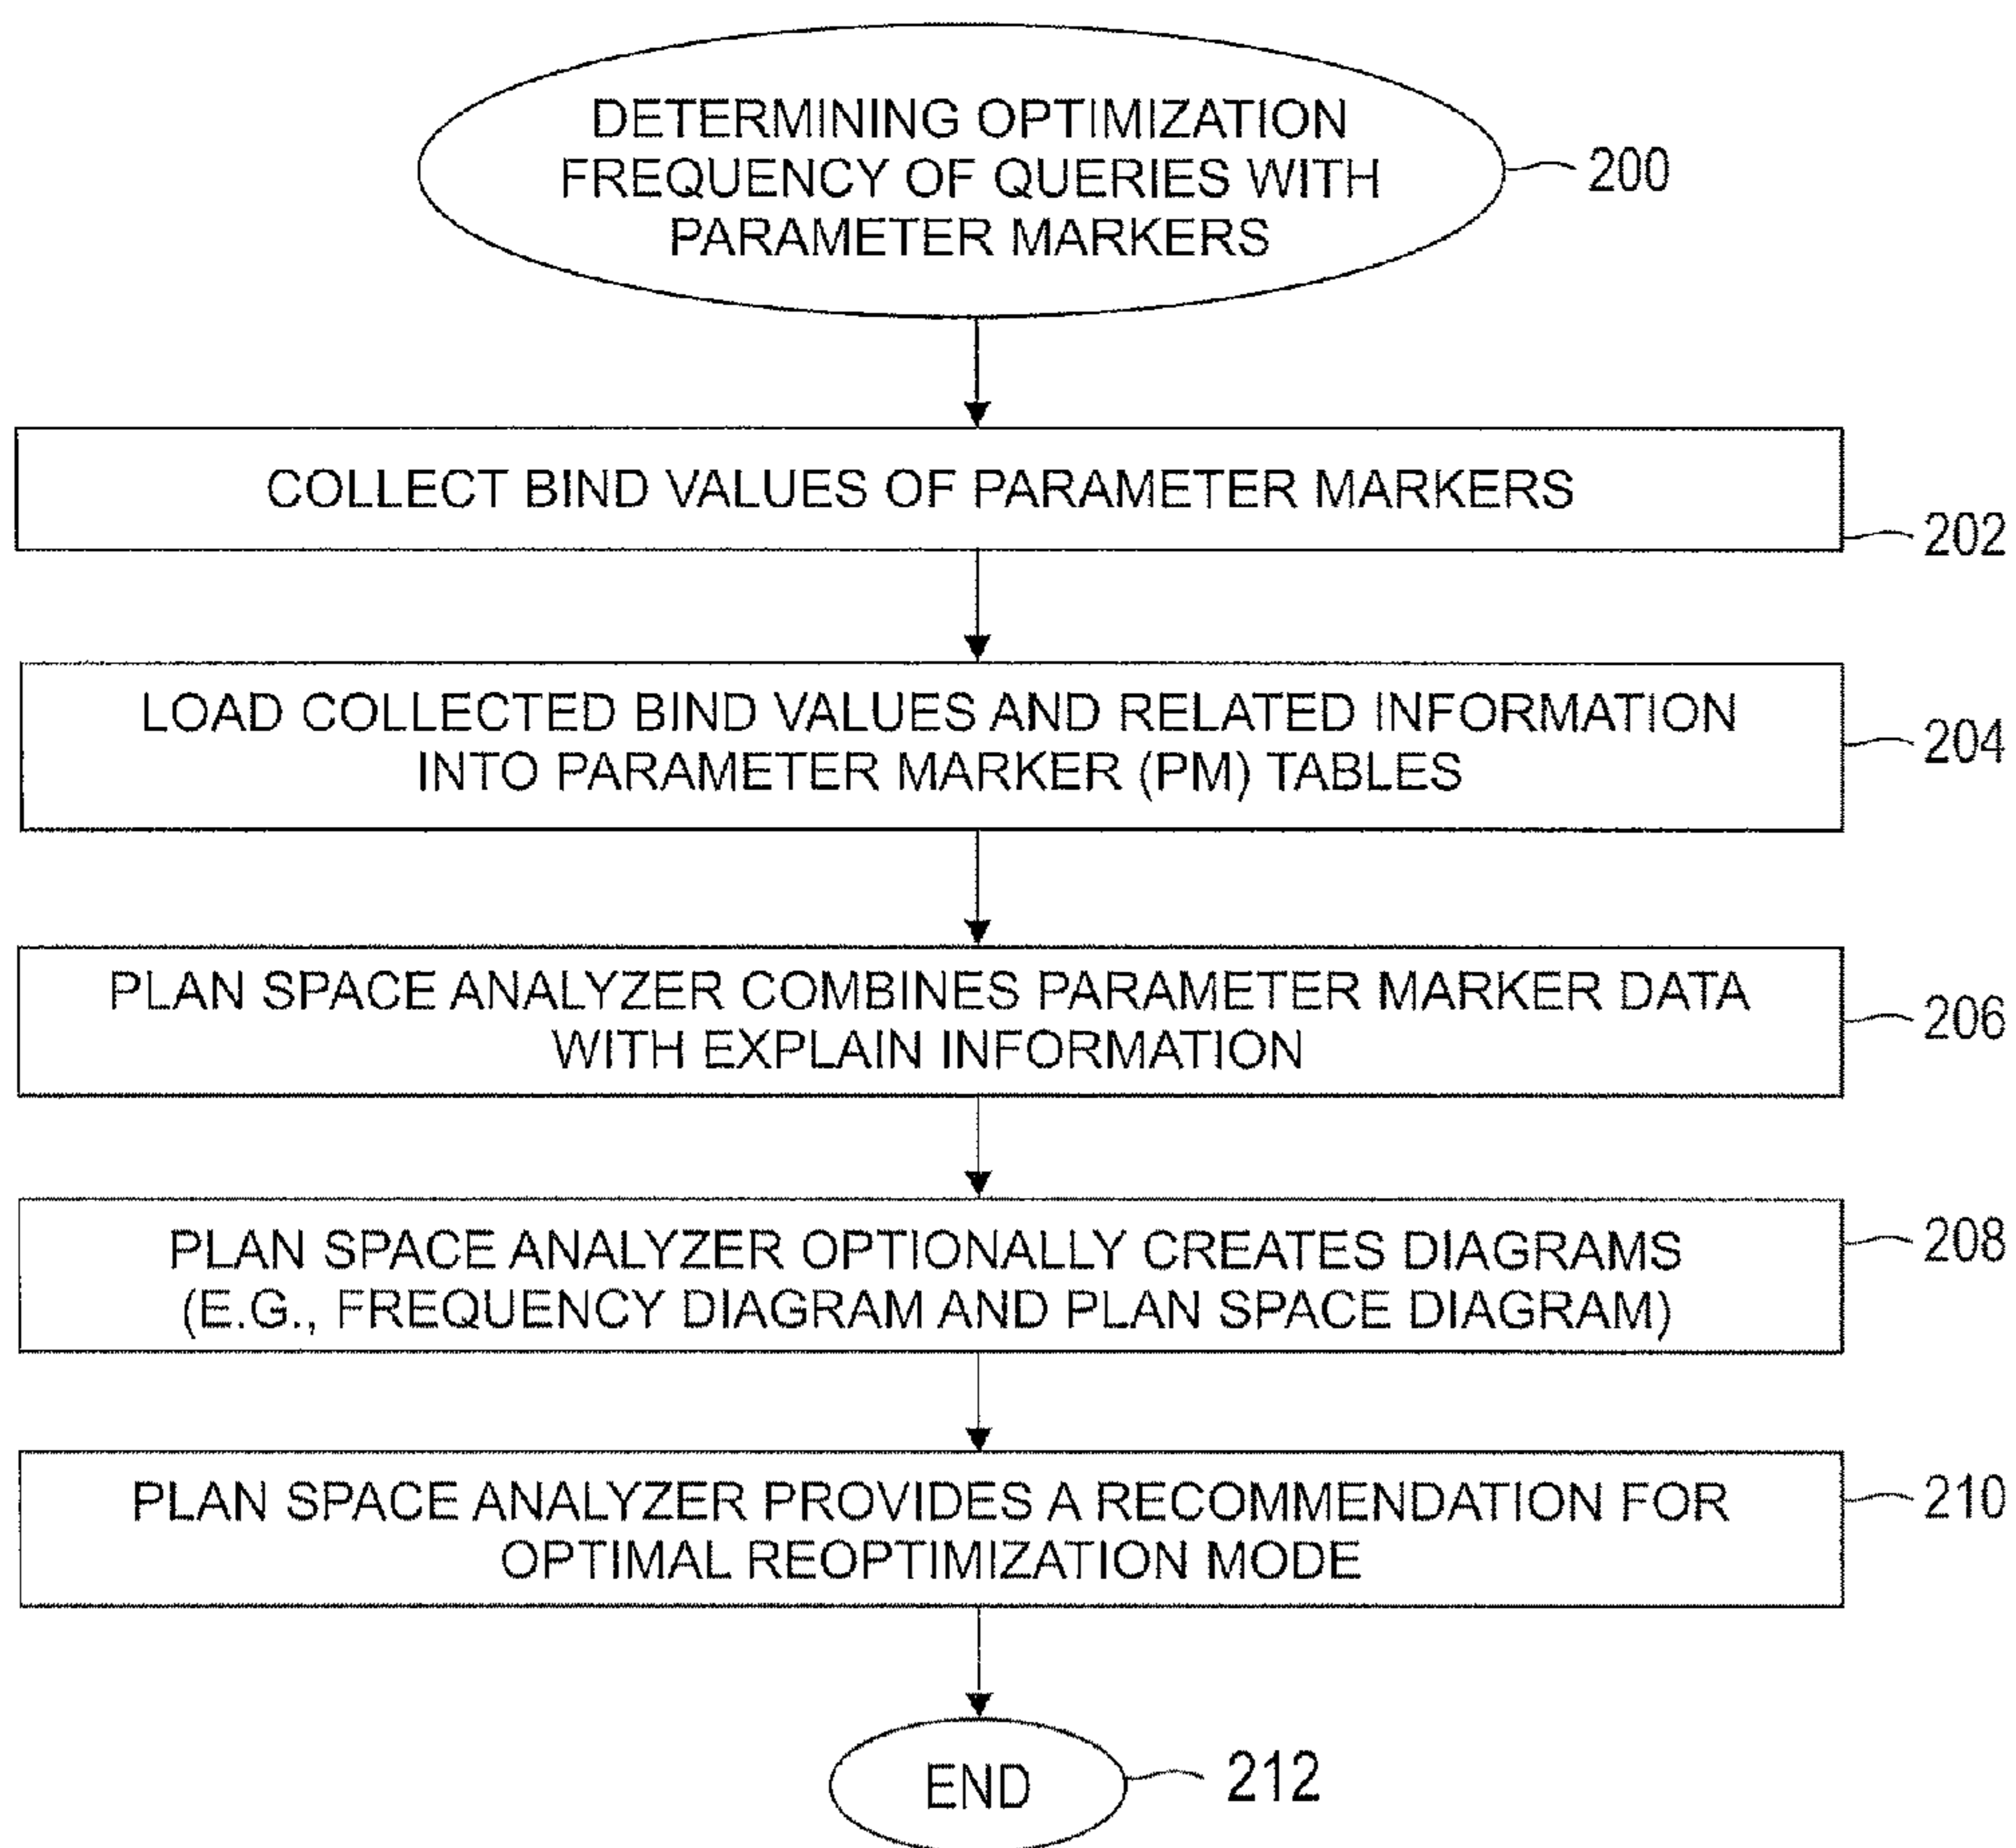 DETERMINING OPTIMIZATION
FREQUENCY OF QUERIES WITH
PARAMETER MARKERS
200
COLLECT BIND VALUES OF PARAMETER MARKERS
202
LOAD COLLECTED BIND VALUES AND RELATED INFORMATION
INTO PARAMETER MARKER (PM) TABLES
204
PLAN SPACE ANALYZER COMBINES PARAMETER MARKER DATA
WITH EXPLAIN INFORMATION
206
PLAN SPACE ANALYZER OPTIONALLY CREATES DIAGRAMS
(E.G., FREQUENCY DIAGRAM AND PLAN SPACE DIAGRAM)
208
PLAN SPACE ANALYZER PROVIDES A RECOMMENDATION FOR
OPTIMAL REOPTIMIZATION MODE
210
END
212